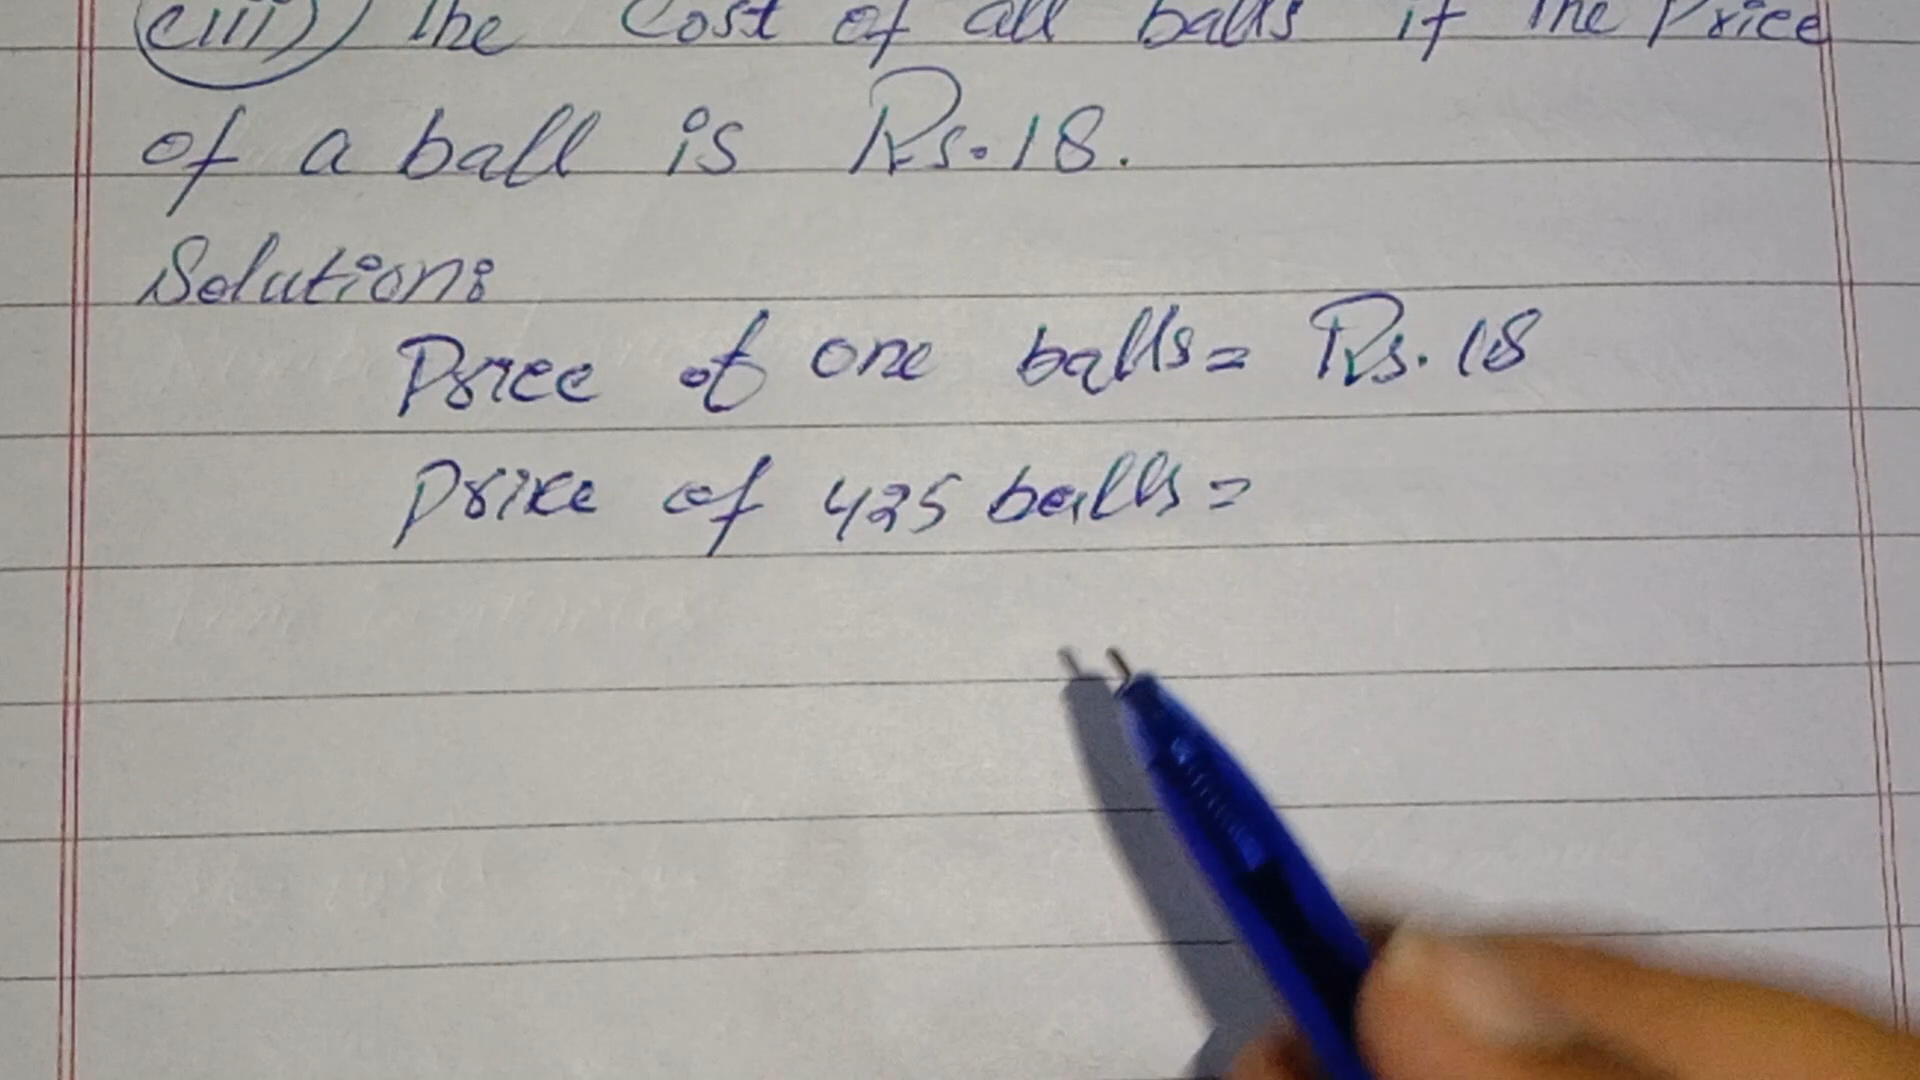 (iii) The Cost of all balls if the Price
of a ball is Rs.18.
Solution:
Price of one balls= Rs. 18
Price of 425 balls=